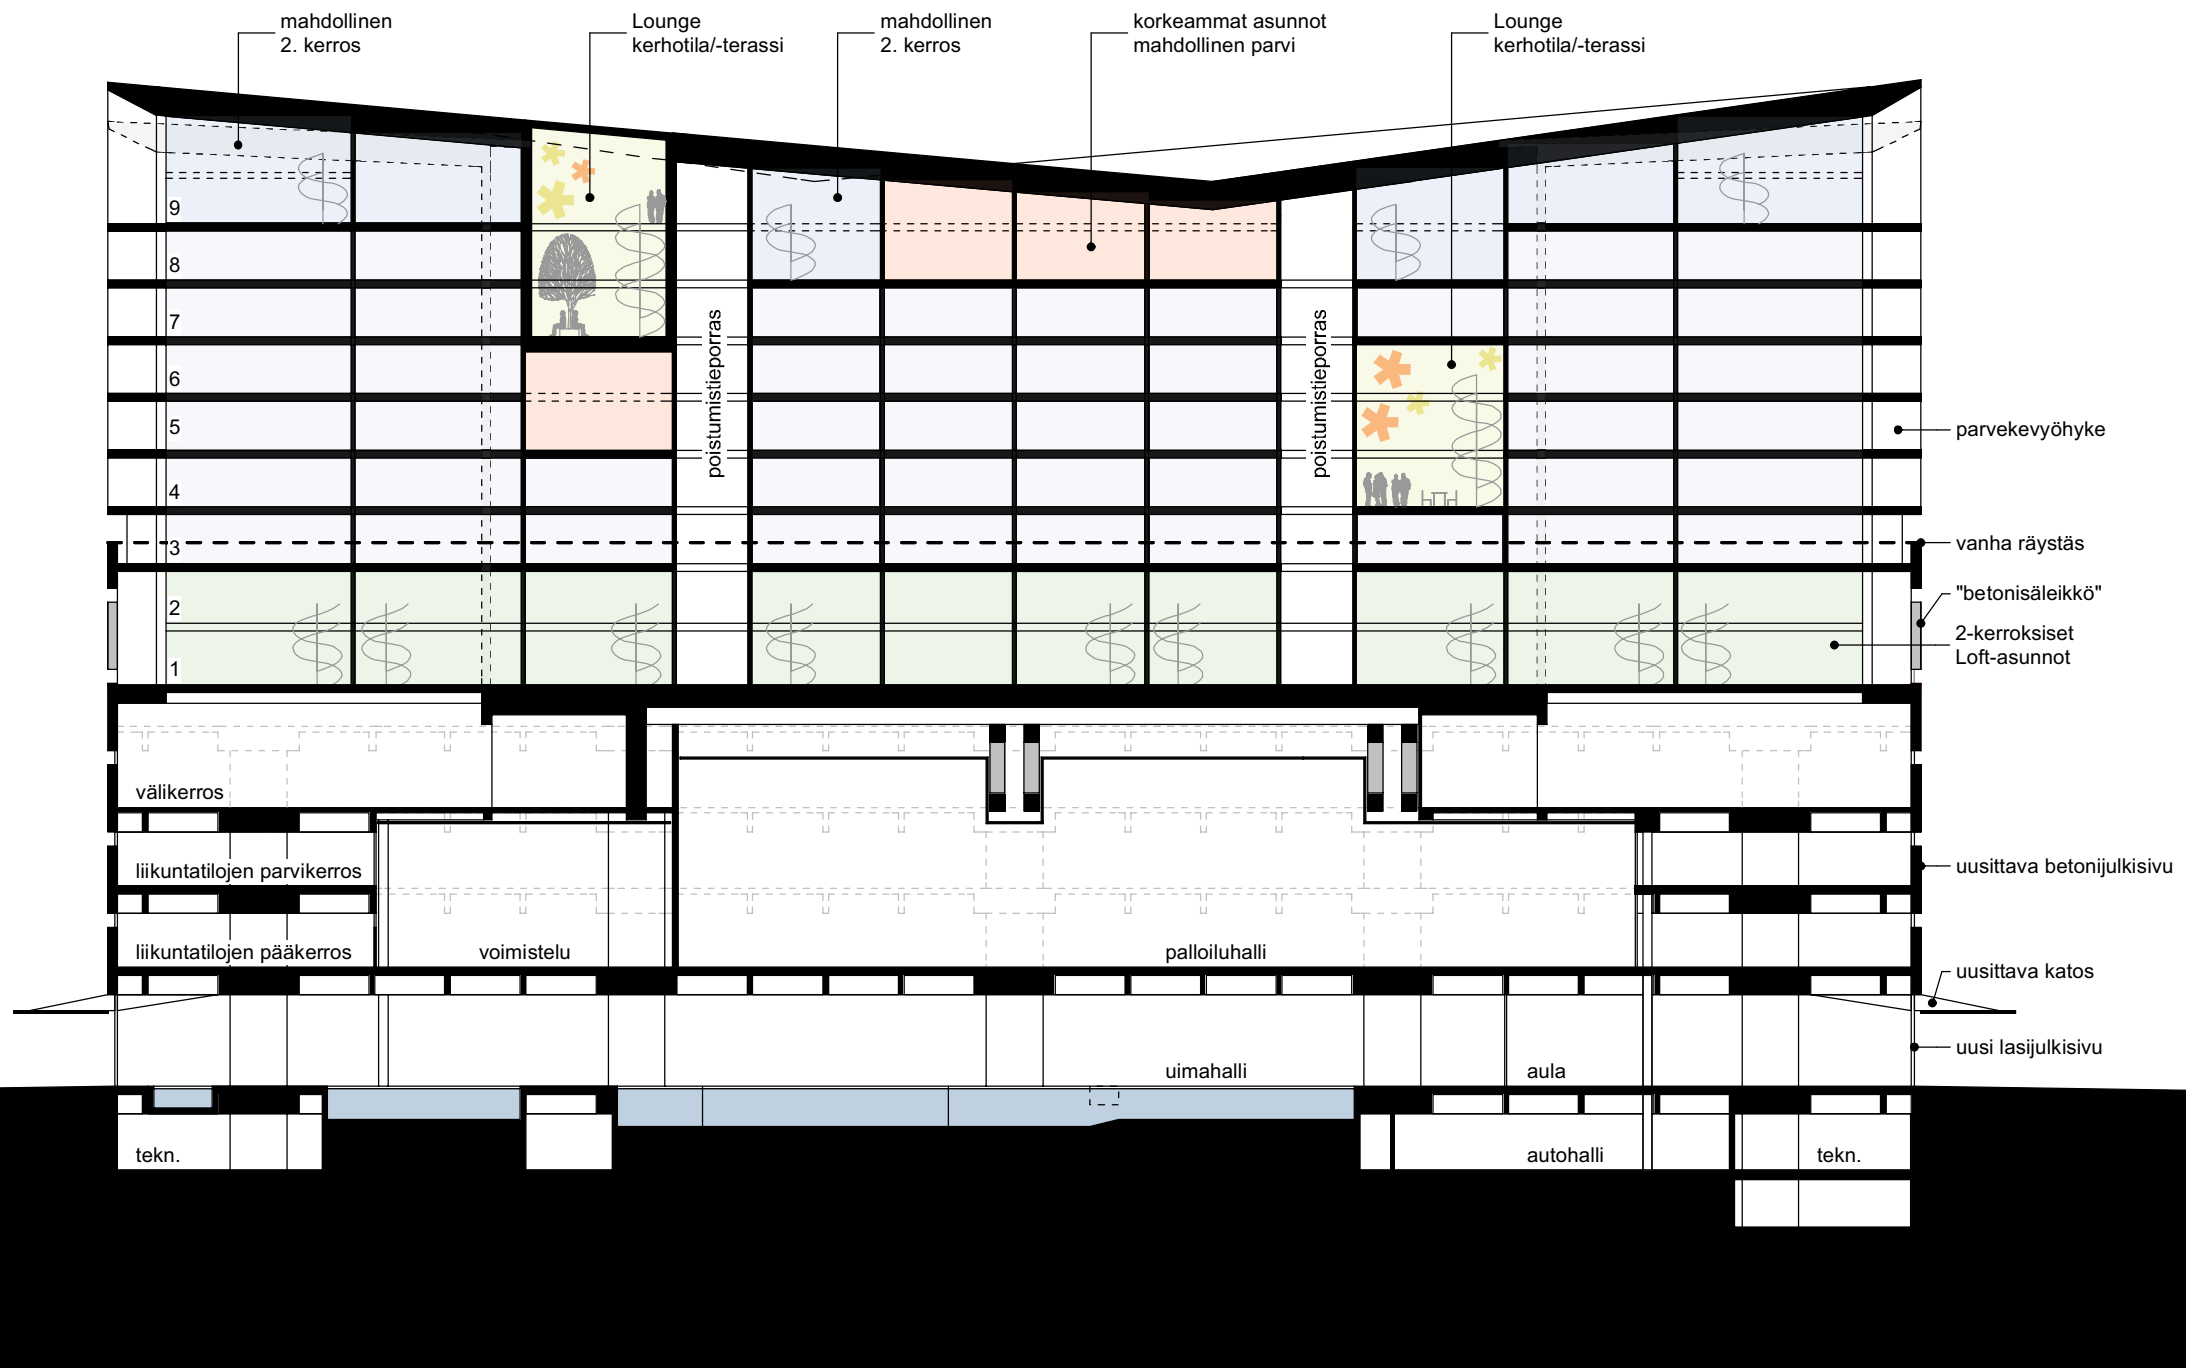 mahdollinen
2. kerros
Lounge
kerhotila/-terassi
mahdollinen
2. kerros
korkeammat asunnot
mahdollinen parvi
Lounge
kerhotila/-terassi
9
8
7
6
5
4
3
2
1
poistumistieporras
poistumistieporras
parvekevyöhyke
vanha räystäs
"betonisäleikkö"
2-kerroksiset
Loft-asunnot
välikerros
liikuntatilojen parvikerros
uusittava betonijulkisivu
liikuntatilojen pääkerros
voimistelu
palloiluhalli
uusittava katos
uusi lasijulkisivu
uimahalli
aula
tekn.
autohalli
tekn.